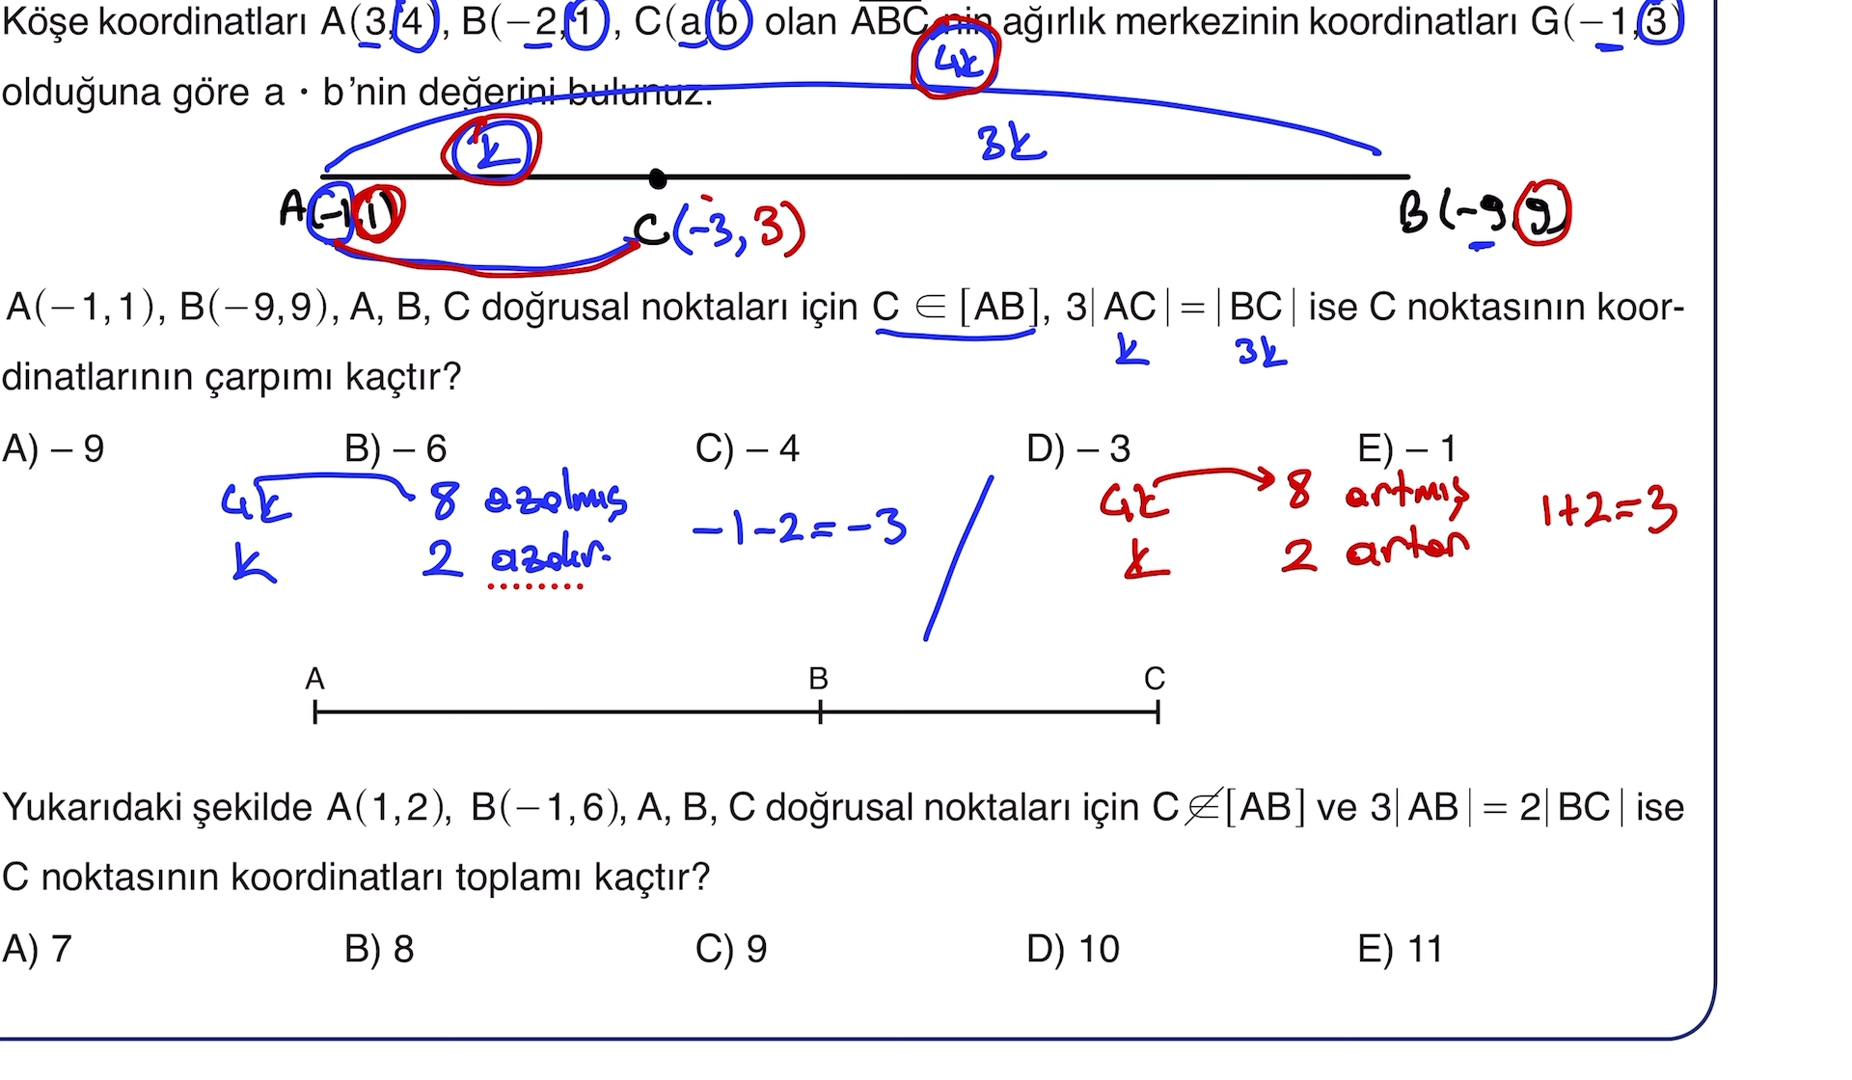 Köşe koordinatları A(3,4), B(−2,1), C(a,b) olan ABC nin ağırlık merkezinin koordinatları G(−1,3)
4k
olduğuna göre a · b’nin değerini bulunuz.
k 3k
A(-1,1) C(-3, 3) B(-9,9)
A(−1,1), B(−9,9), A, B, C doğrusal noktaları için C ∈ [AB], 3|AC| = |BC| ise C noktasının koor-
k 3k
dinatlarının çarpımı kaçtır?
A) – 9 B) – 6 C) – 4 D) – 3 E) – 1
4k 8 azalmış -1-2=-3 4k 8 artmış 1+2=3
k 2 azalır. k 2 artar
A B C
Yukarıdaki şekilde A(1,2), B(−1,6), A, B, C doğrusal noktaları için C ∉ [AB] ve 3|AB| = 2|BC| ise
C noktasının koordinatları toplamı kaçtır?
A) 7 B) 8 C) 9 D) 10 E) 11